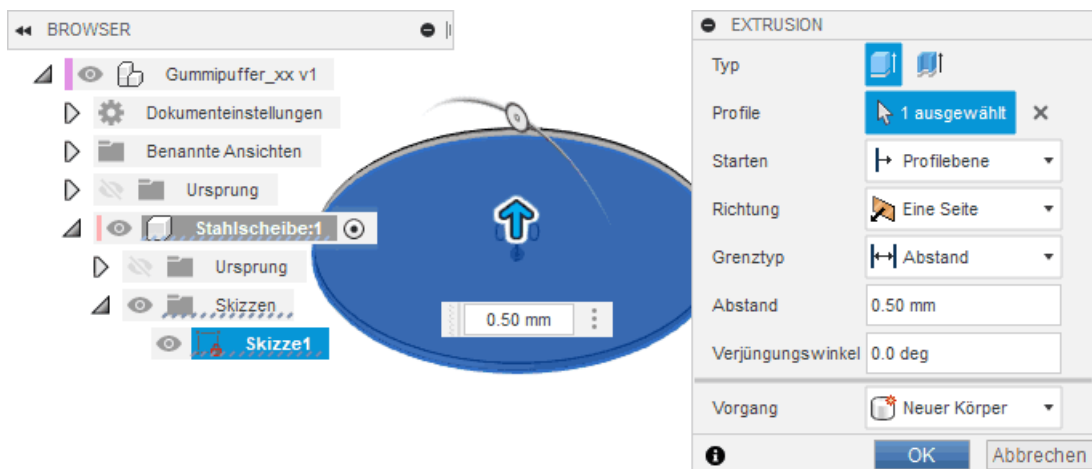 BROWSER
Gummipuffer_xx v1
Dokumenteinstellungen
Benannte Ansichten
Ursprung
Stahlscheibe:1
Ursprung
Skizzen
Skizze1
0.50 mm
EXTRUSION
Typ
Profile 1 ausgewählt
Starten Profilebene
Richtung Eine Seite
Grenztyp Abstand
Abstand 0.50 mm
Verjüngungswinkel 0.0 deg
Vorgang Neuer Körper
OK Abbrechen